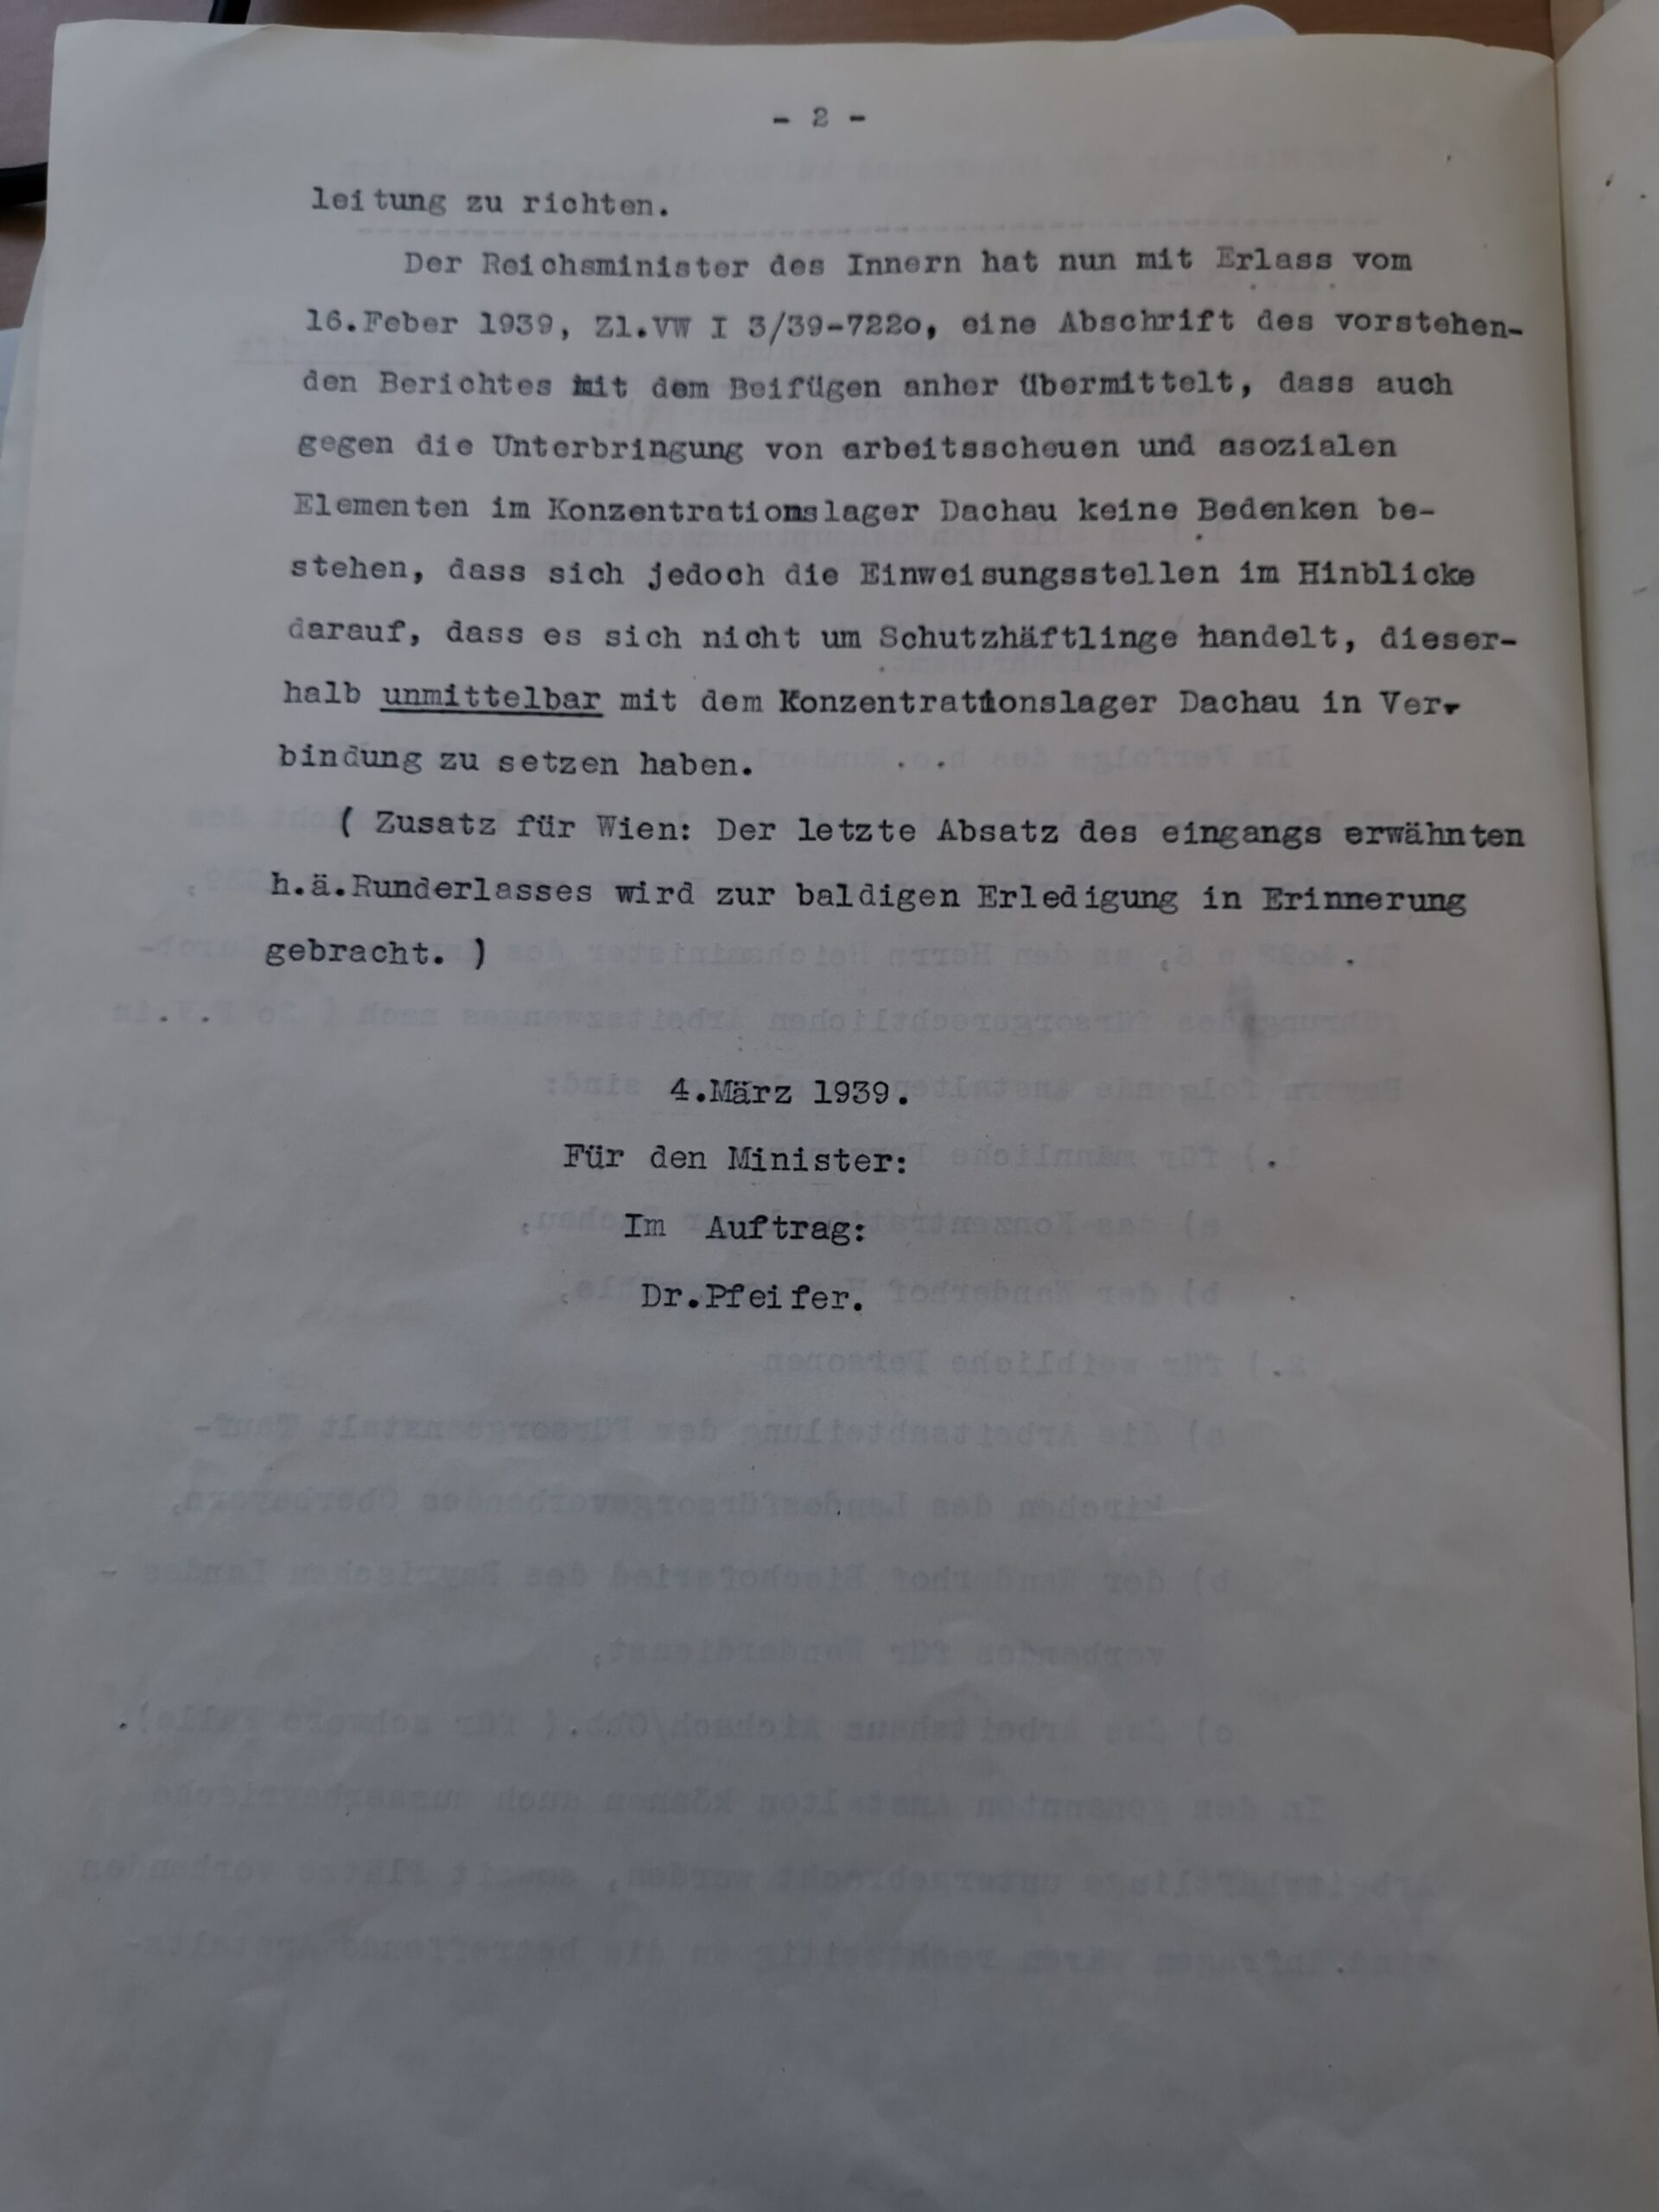 - 2 -
leitung zu richten.
Der Reichsminister des Innern hat nun mit Erlass vom
16.Feber 1939, Zl.VW I 3/39-722o, eine Abschrift des vorstehen-
den Berichtes mit dem Beifügen anher übermittelt, dass auch
gegen die Unterbringung von arbeitsscheuen und asozialen
Elementen im Konzentrationslager Dachau keine Bedenken be-
stehen, dass sich jedoch die Einweisungsstellen im Hinblicke
darauf, dass es sich nicht um Schutzhäftlinge handelt, dieser-
halb unmittelbar mit dem Konzentrationslager Dachau in Ver-
bindung zu setzen haben.
( Zusatz für Wien: Der letzte Absatz des eingangs erwähnten
h.ä.Runderlasses wird zur baldigen Erledigung in Erinnerung
gebracht. )
4.März 1939.
Für den Minister:
Im Auftrag:
Dr.Pfeifer.